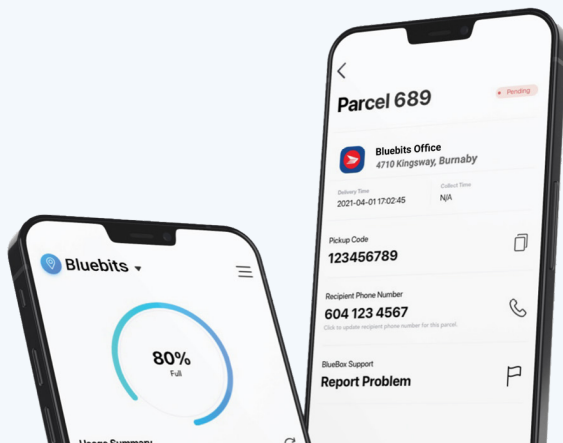 Bluebits
80%
Full
Usage Summary
Parcel 689
Pending
Bluebits Office
4710 Kingsway, Burnaby
Delivery Time
Collect Time
2021-04-01 17:02:45
N/A
Pickup Code
123456789
Recipient Phone Number
604 123 4567
Click to update recipient phone number for this parcel.
BlueBox Support
Report Problem